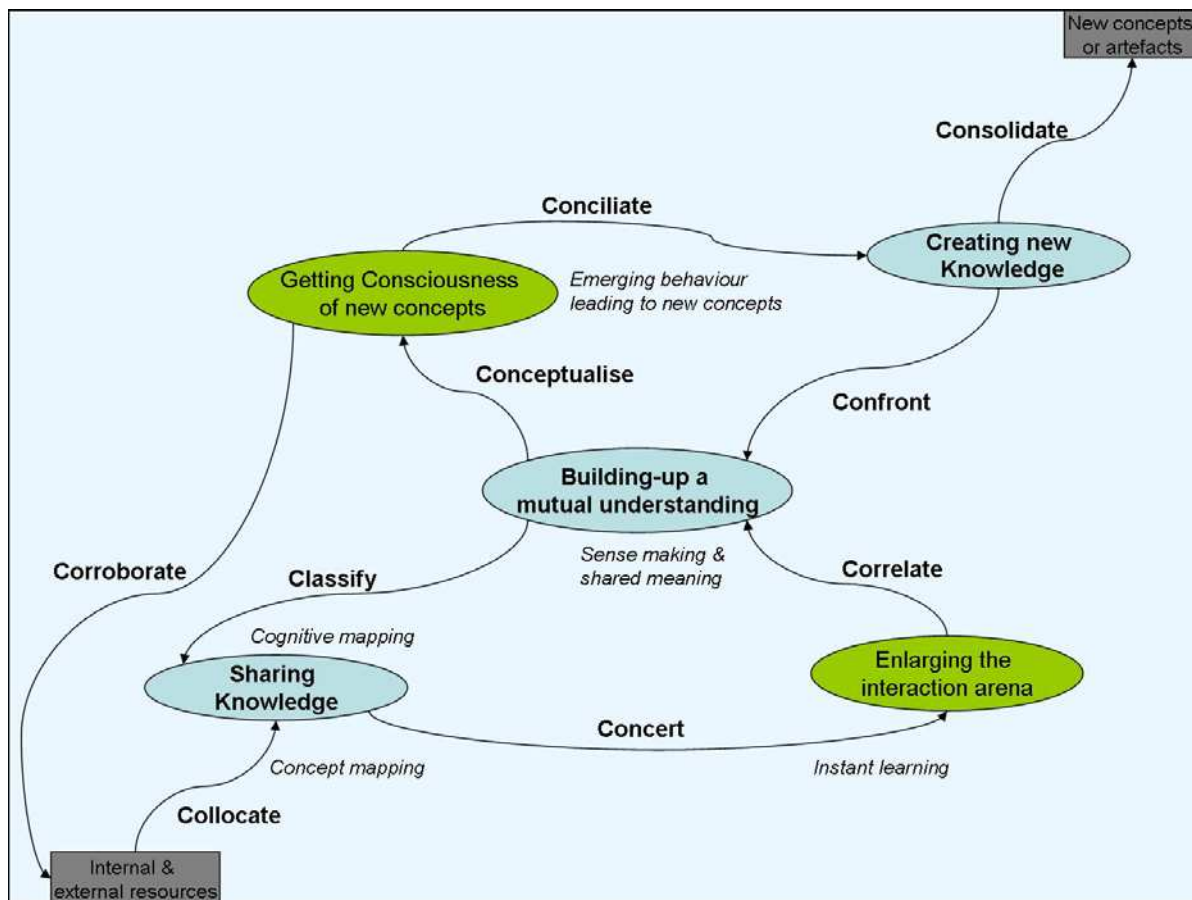 New concepts
or artefacts
Consolidate
Conciliate
Creating new
Knowledge
Getting Consciousness
of new concepts
Emerging behaviour
leading to new concepts
Conceptualise
Confront
Building-up a
mutual understanding
Sense making &
shared meaning
Corroborate
Classify
Correlate
Cognitive mapping
Sharing
Knowledge
Enlarging the
interaction arena
Concert
Concept mapping
Instant learning
Collocate
Internal &
external resources